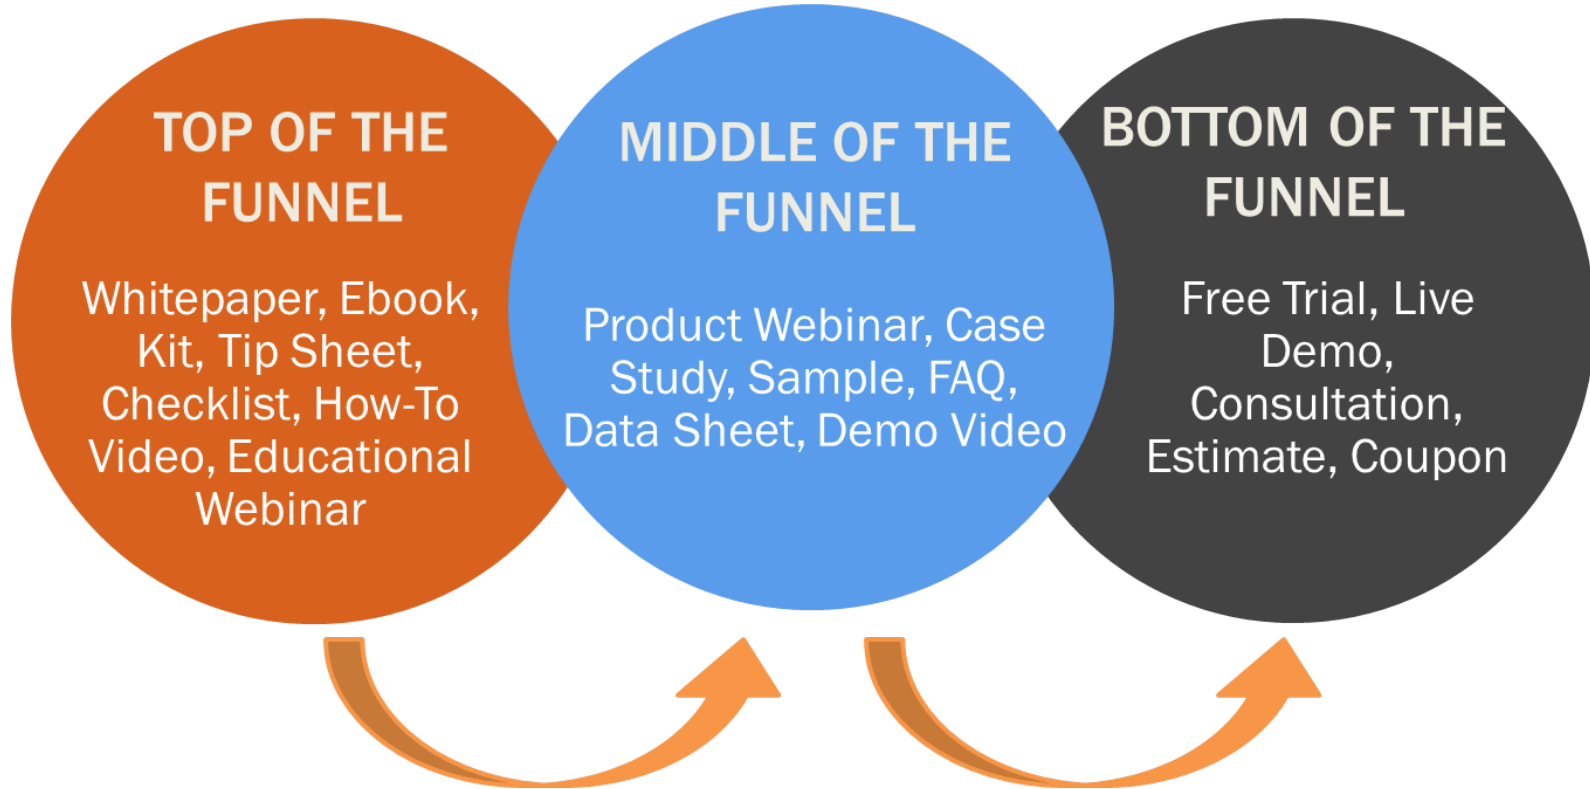 TOP OF THE
FUNNEL
Whitepaper, Ebook,
Kit, Tip Sheet,
Checklist, How-To
Video, Educational
Webinar
MIDDLE OF THE
FUNNEL
Product Webinar, Case
Study, Sample, FAQ,
Data Sheet, Demo Video
BOTTOM OF THE
FUNNEL
Free Trial, Live
Demo,
Consultation,
Estimate, Coupon